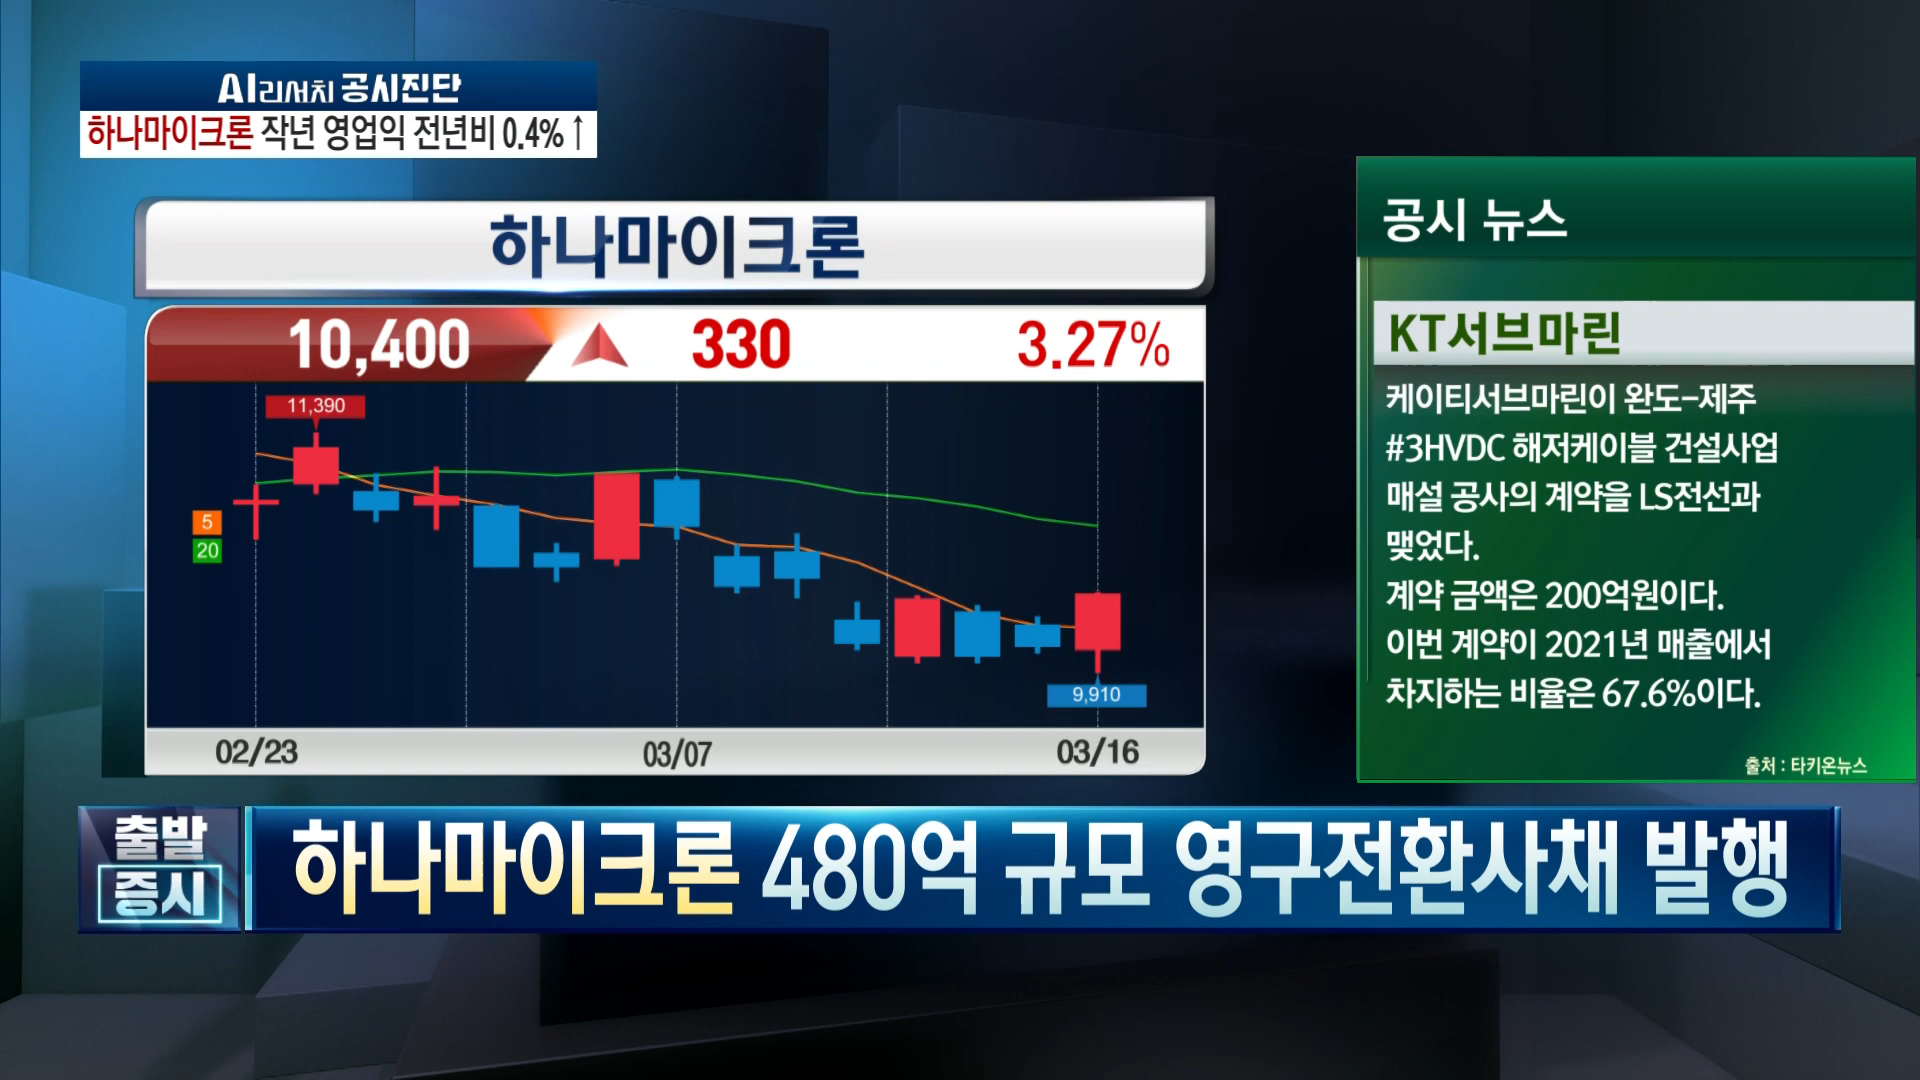 AI리서치 공시진단
하나마이크론 작년 영업익 전년비 0.4%↑
하나마이크론
10,400 330 3.27%
11,390
5
20
9,910
02/23 03/07 03/16
공시 뉴스
KT서브마린
케이티서브마린이 완도-제주
#3HVDC 해저케이블 건설사업
매설 공사의 계약을 LS전선과
맺었다.
계약 금액은 200억원이다.
이번 계약이 2021년 매출에서
차지하는 비율은 67.6%이다.
출처 : 타키온뉴스
출발
증시
하나마이크론 480억 규모 영구전환사채 발행